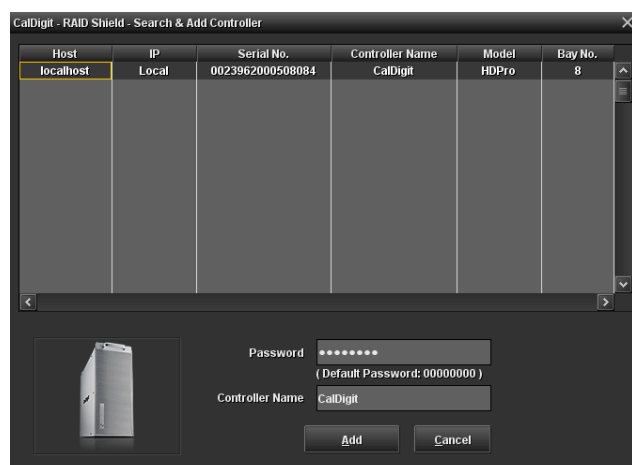 CalDigit - RAID Shield - Search & Add Controller
Host IP Serial No. Controller Name Model Bay No.
localhost Local 0023962000508084 CalDigit HDPro 8
Password ●●●●●●●●
( Default Password: 00000000 )
Controller Name CalDigit
Add Cancel